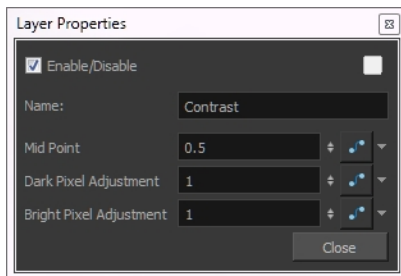 Layer Properties
Enable/Disable
Name: Contrast
Mid Point 0.5
Dark Pixel Adjustment 1
Bright Pixel Adjustment 1
Close